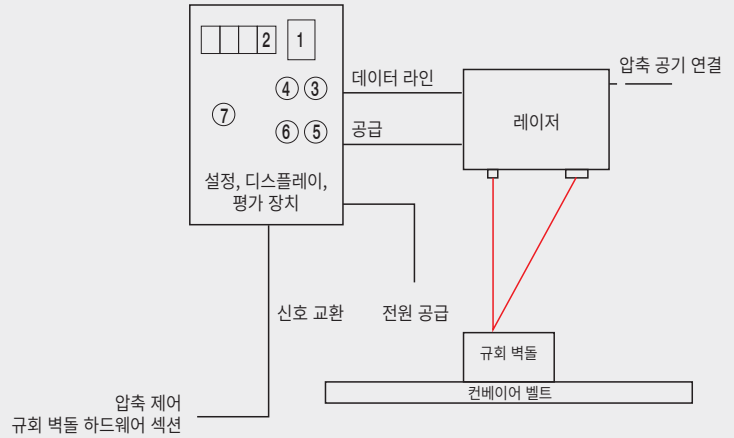 2
1
4
3
7
6
5
설정, 디스플레이,
평가 장치
데이터 라인
공급
레이저
압축 공기 연결
신호 교환
전원 공급
규회 벽돌
컨베이어 벨트
압축 제어
규회 벽돌 하드웨어 섹션